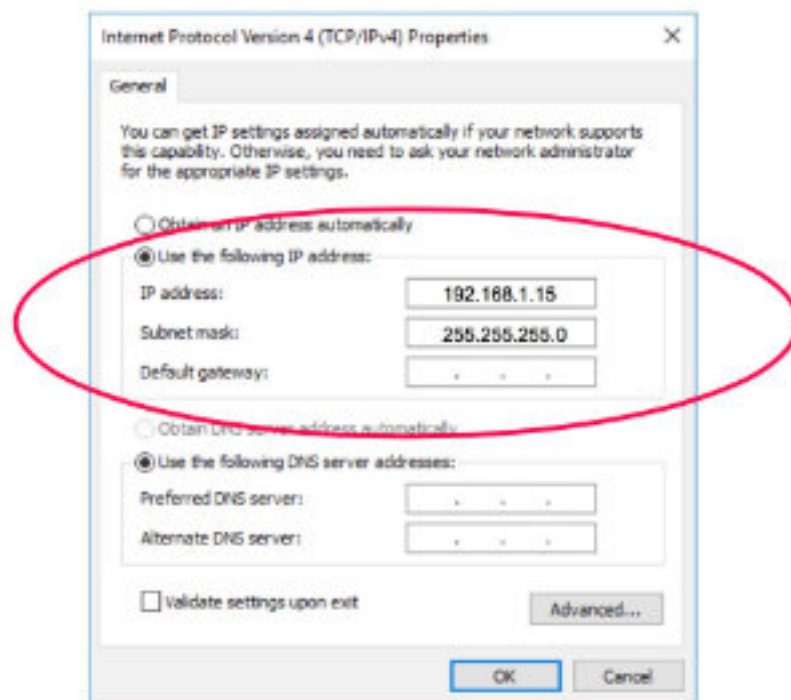 Internet Protocol Version 4 (TCP/IPv4) Properties
General
You can get IP settings assigned automatically if your network supports
this capability. Otherwise, you need to ask your network administrator
for the appropriate IP settings.
Obtain an IP address automatically
Use the following IP address:
IP address: 192.168.1.15
Subnet mask: 255.255.255.0
Default gateway: . . .
Obtain DNS server address automatically
Use the following DNS server addresses:
Preferred DNS server: . . .
Alternate DNS server: . . .
Validate settings upon exit
Advanced...
OK Cancel